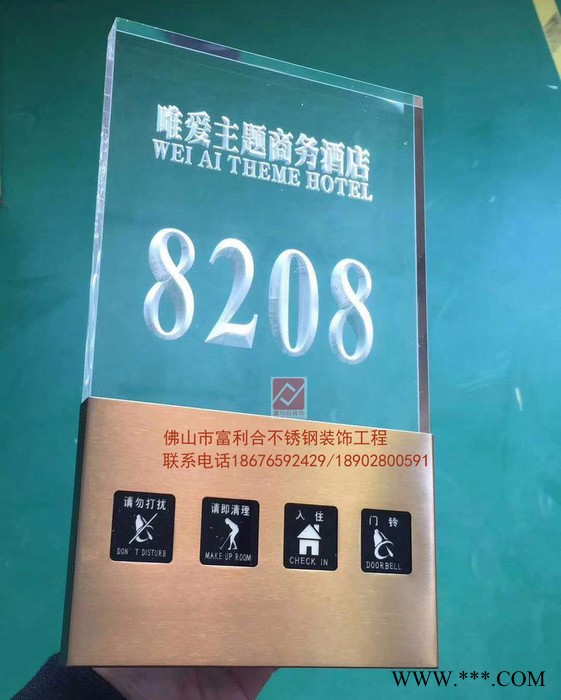 唯爱主题商务酒店
WEI AI THEME HOTEL
8208
佛山市富利合不锈钢装饰工程
联系电话18676592429/18902800591
请勿打扰
DON'T DISTURB
请即清理
MAKE UP ROOM
入住
CHECK IN
门铃
DOORBELL
www.***.COM